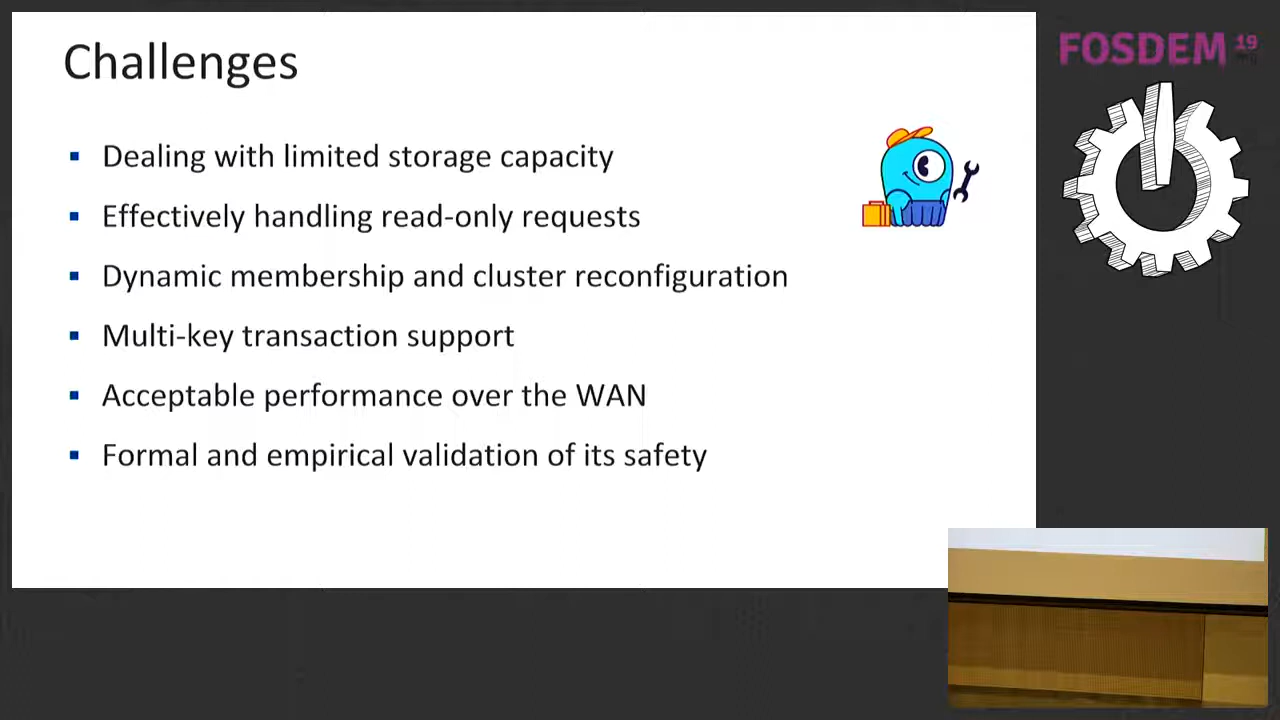 Challenges
Dealing with limited storage capacity
Effectively handling read-only requests
Dynamic membership and cluster reconfiguration
Multi-key transaction support
Acceptable performance over the WAN
Formal and empirical validation of its safety
FOSDEM 19